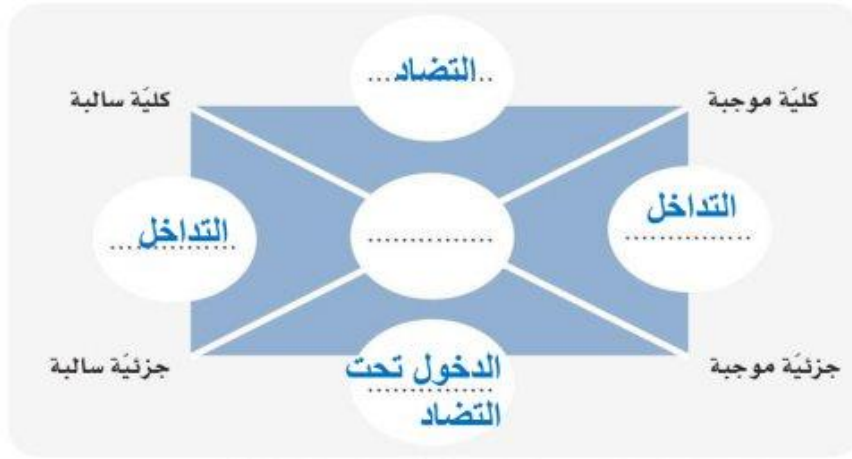 ..التضاد...
كليّة موجبة
كليّة سالبة
التداخل
...............
التداخل
...............
...............
جزئيّة موجبة
جزئيّة سالبة
الدخول تحت
...............
التضاد